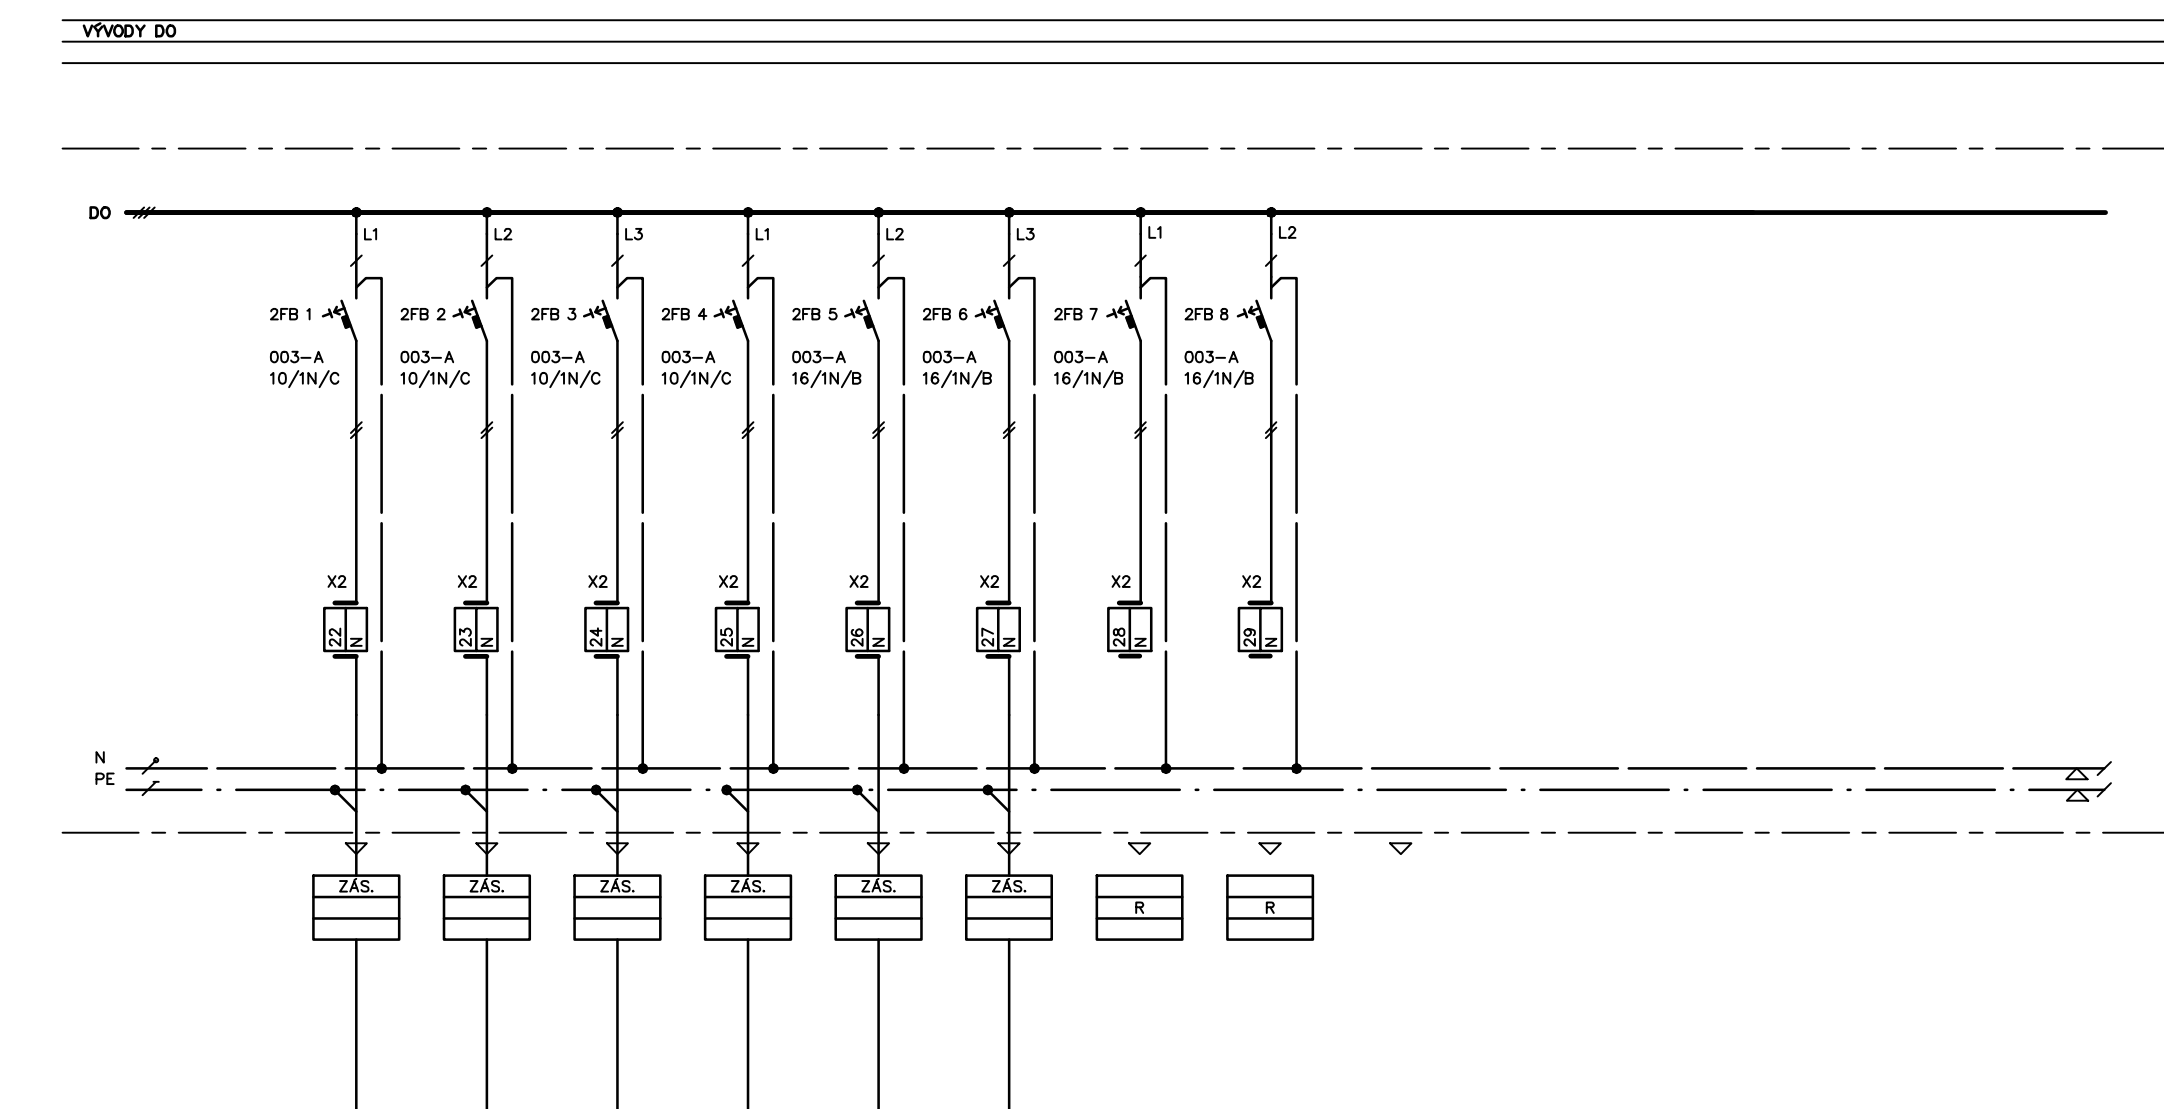 VÝVODY DO
DO
L1 L2 L3 L1 L2 L3 L1 L2
2FB 1 2FB 2 2FB 3 2FB 4 2FB 5 2FB 6 2FB 7 2FB 8
003-A 003-A 003-A 003-A 003-A 003-A 003-A 003-A
10/1N/C 10/1N/C 10/1N/C 10/1N/C 16/1N/B 16/1N/B 16/1N/B 16/1N/B
X2 X2 X2 X2 X2 X2 X2 X2
22 N 23 N 24 N 25 N 26 N 27 N 28 N 29 N
N
PE
ZÁS. ZÁS. ZÁS. ZÁS. ZÁS. ZÁS.
R R